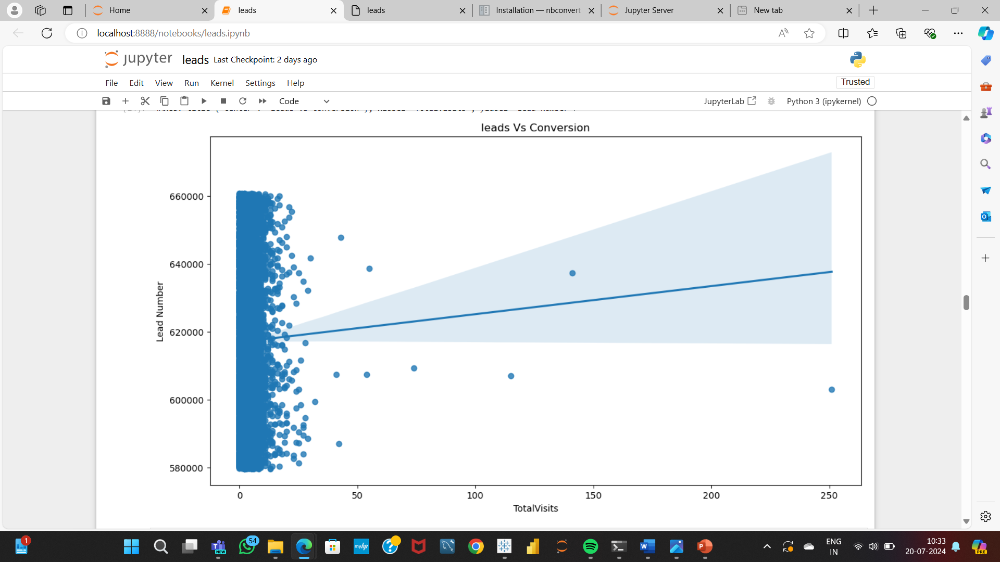 Home
leads
leads
Installation — nbconvert
Jupyter Server
New tab
localhost:8888/notebooks/leads.ipynb
jupyter leads Last Checkpoint: 2 days ago
File Edit View Run Kernel Settings Help
Trusted
Code
JupyterLab
Python 3 (ipykernel)
leads Vs Conversion
660000
640000
620000
600000
580000
Lead Number
0 50 100 150 200 250
TotalVisits
1
NEW
54
myhp
ENG
IN
10:33
20-07-2024
PRE